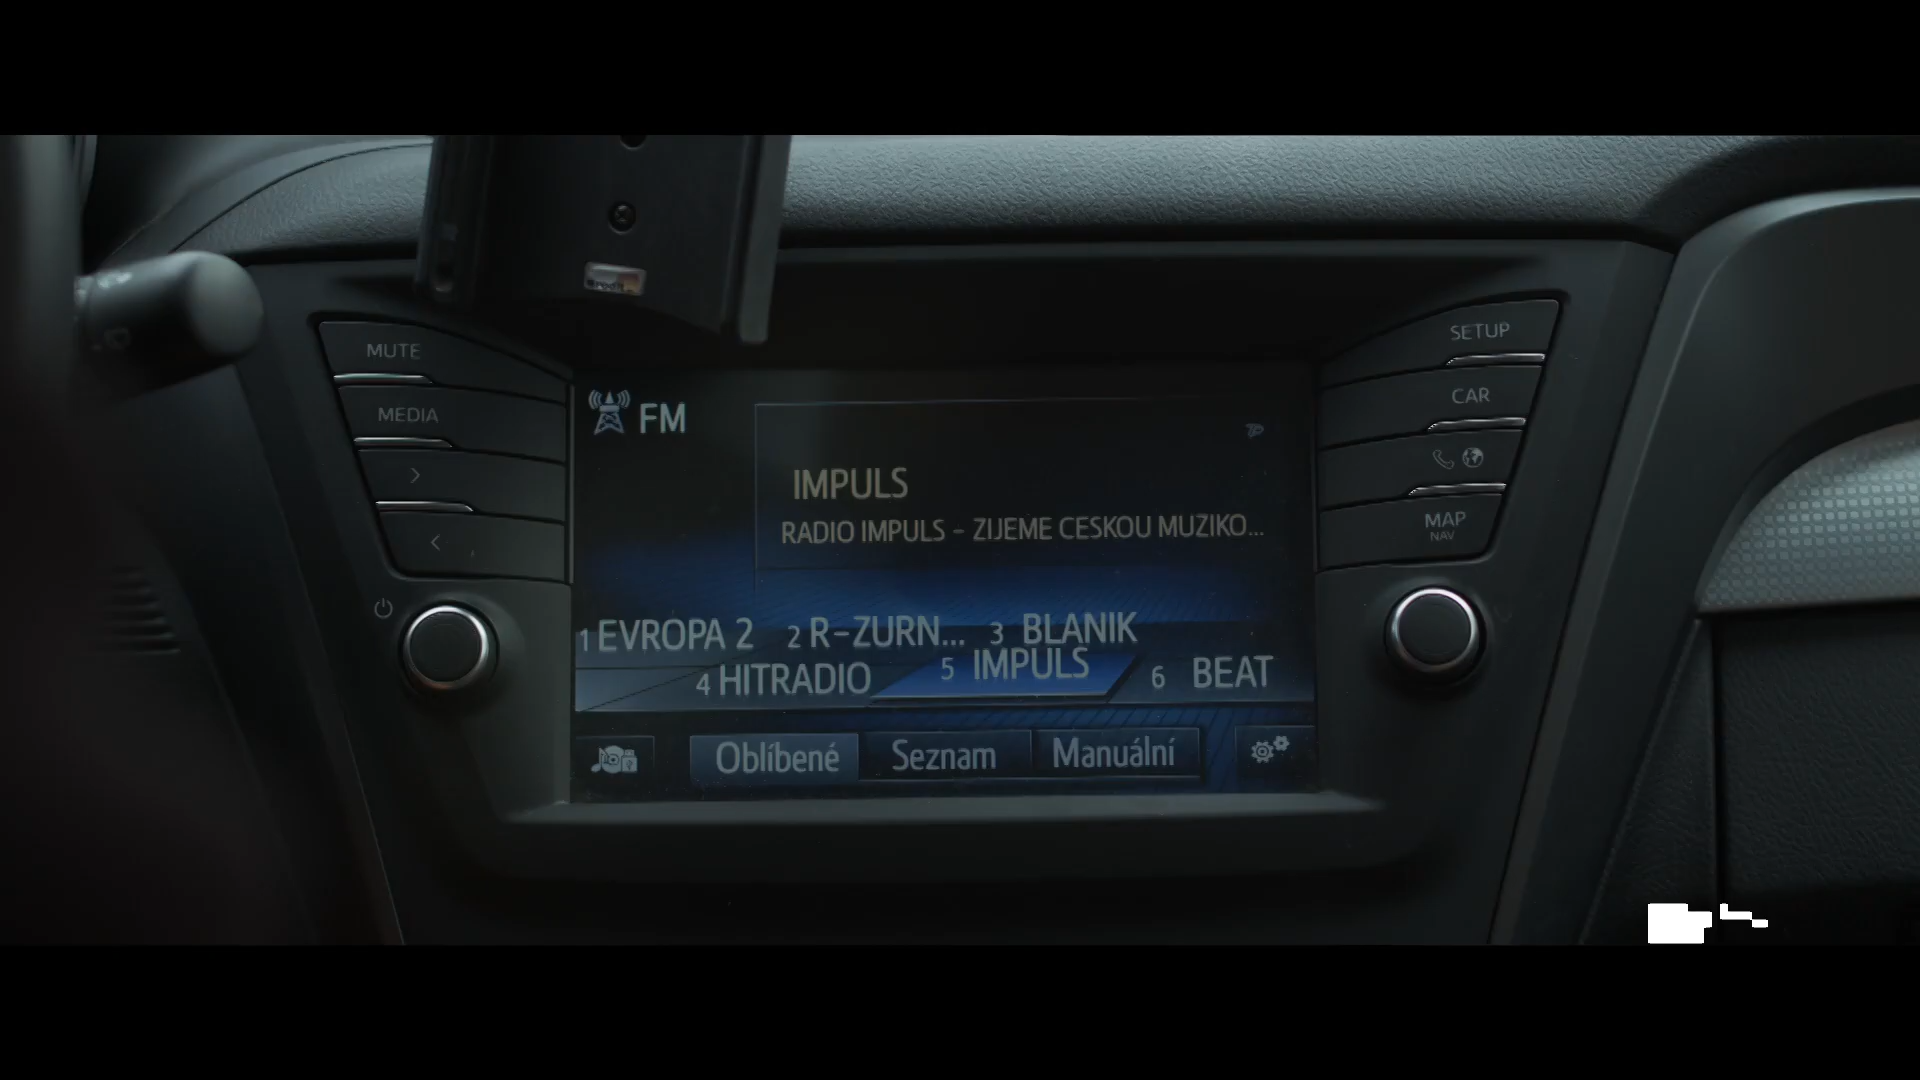 MUTE
MEDIA
SETUP
CAR
MAP
NAV
FM
IMPULS
RADIO IMPULS - ZIJEME CESKOU MUZIKO...
1 EVROPA 2 2 R-ZURN... 3 BLANIK
4 HITRADIO 5 IMPULS 6 BEAT
Oblíbené Seznam Manuální